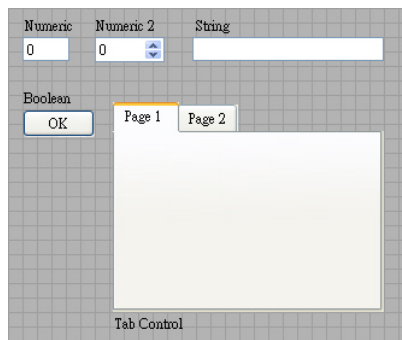 Numeric Numeric 2 String
0 0
Boolean
OK
Page 1 Page 2
Tab Control